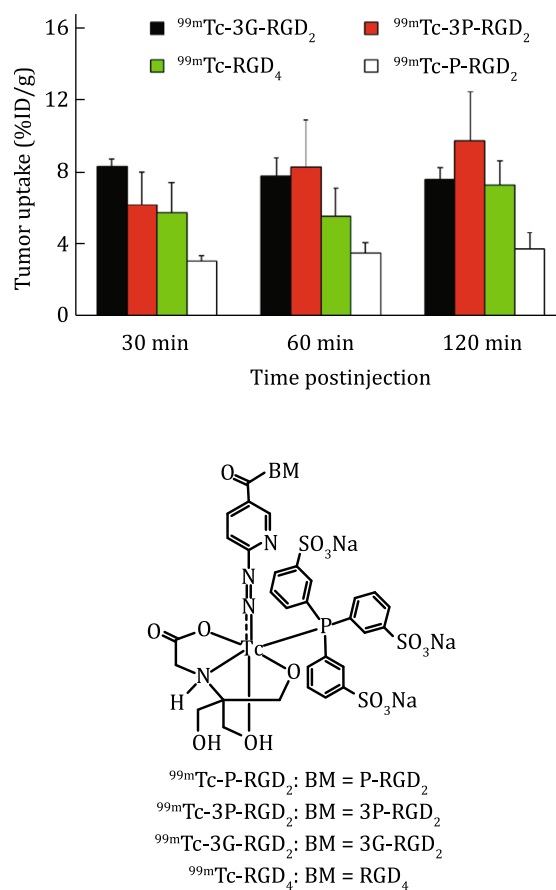 16
12
8
4
0
Tumor uptake (%ID/g)
⁹⁹ᵐTc-3G-RGD₂
⁹⁹ᵐTc-3P-RGD₂
⁹⁹ᵐTc-RGD₄
⁹⁹ᵐTc-P-RGD₂
30 min
60 min
120 min
Time postinjection
O
BM
N
SO₃Na
N
N
O
O
Tc
P
SO₃Na
N
O
H
SO₃Na
OH
OH
⁹⁹ᵐTc-P-RGD₂: BM = P-RGD₂
⁹⁹ᵐTc-3P-RGD₂: BM = 3P-RGD₂
⁹⁹ᵐTc-3G-RGD₂: BM = 3G-RGD₂
⁹⁹ᵐTc-RGD₄: BM = RGD₄